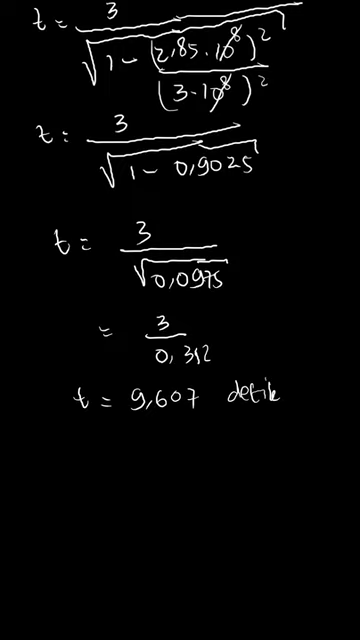 t = 3 / √(1 - (2,85 · 10⁸)² / (3 · 10⁸)²)
t = 3 / √(1 - 0,9025)
t = 3 / √(0,0975)
= 3 / 0,312
t = 9,607 detik